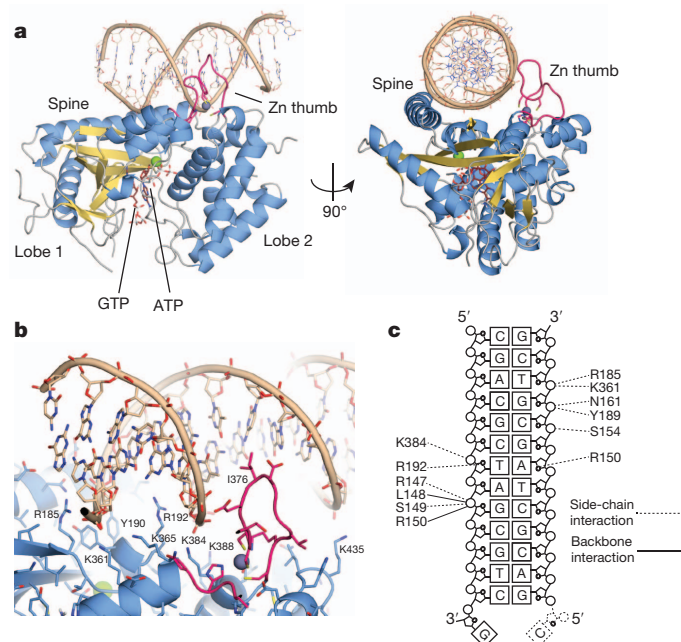 a
Spine
Zn thumb
Lobe 1
Lobe 2
GTP
ATP
90°
Spine
Zn thumb
b
R185
Y190
R192
I376
K361
K365
K384
K388
K435
c
5′
3′
C G
G C
A T
C G
G C
C G
T A
A T
G C
C G
G C
T A
C G
3′
5′
G
C
K384
R192
R147
L148
S149
R150
R185
K361
N161
Y189
S154
R150
Side-chain
interaction
Backbone
interaction